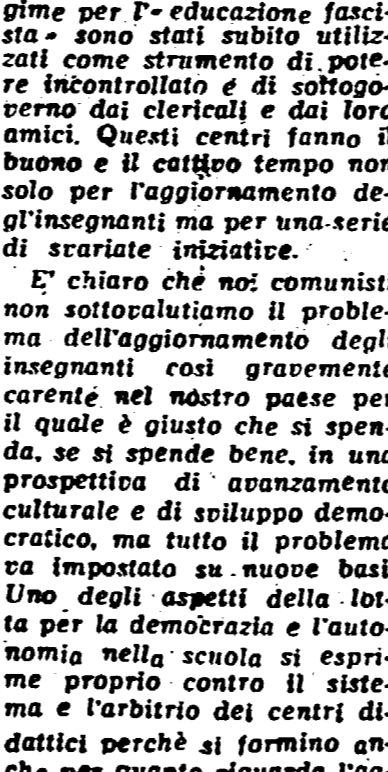 gime per l'« educazione fasci-
sta » sono stati subito utiliz-
zati come strumento di pote-
re incontrollato e di sottogo-
verno dai clericali e dai loro
amici. Questi centri fanno il
buono e il cattivo tempo non
solo per l'aggiornamento de-
gl'insegnanti ma per una serie
di svariate iniziative.
E' chiaro che noi comunisti
non sottovalutiamo il proble-
ma dell'aggiornamento degli
insegnanti così gravemente
carente nel nostro paese per
il quale è giusto che si spen-
da, se si spende bene, in una
prospettiva di avanzamento
culturale e di sviluppo demo-
cratico, ma tutto il problema
va impostato su nuove basi
Uno degli aspetti della lot-
ta per la democrazia e l'auto-
nomia nella scuola si espri-
me proprio contro il siste-
ma e l'arbitrio dei centri di-
dattici perchè si formino an-
che per quanto riguarda